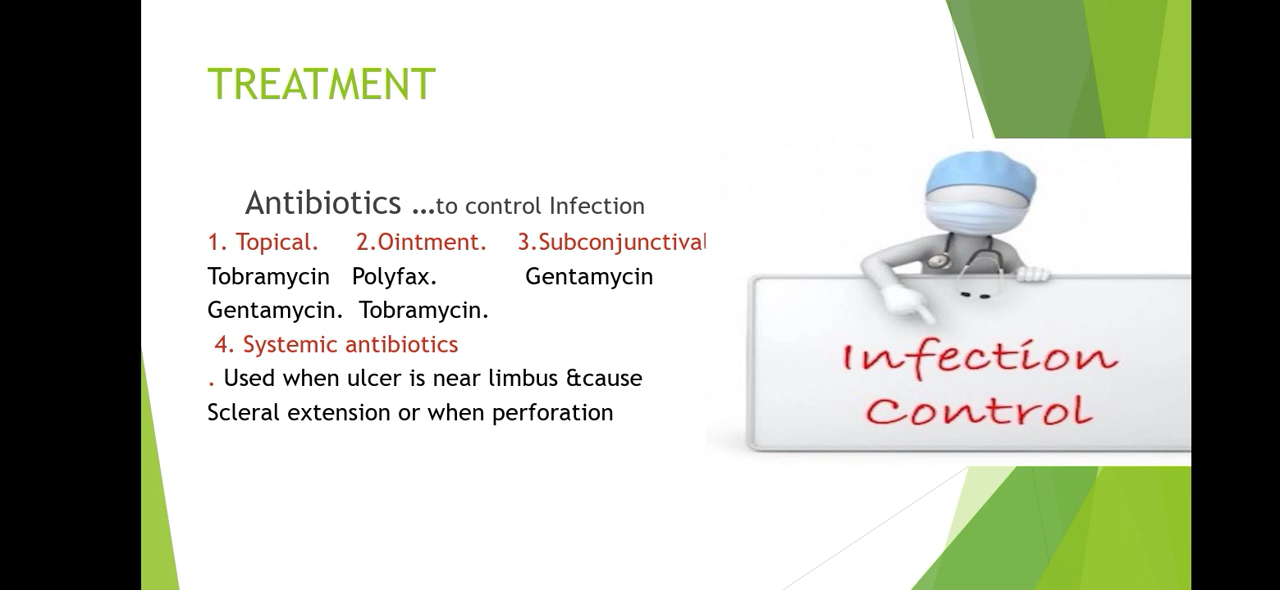 TREATMENT
Antibiotics …to control Infection
1. Topical. 2.Ointment. 3.Subconjunctival
Tobramycin Polyfax. Gentamycin
Gentamycin. Tobramycin.
4. Systemic antibiotics
. Used when ulcer is near limbus &cause
Scleral extension or when perforation
Infection
Control